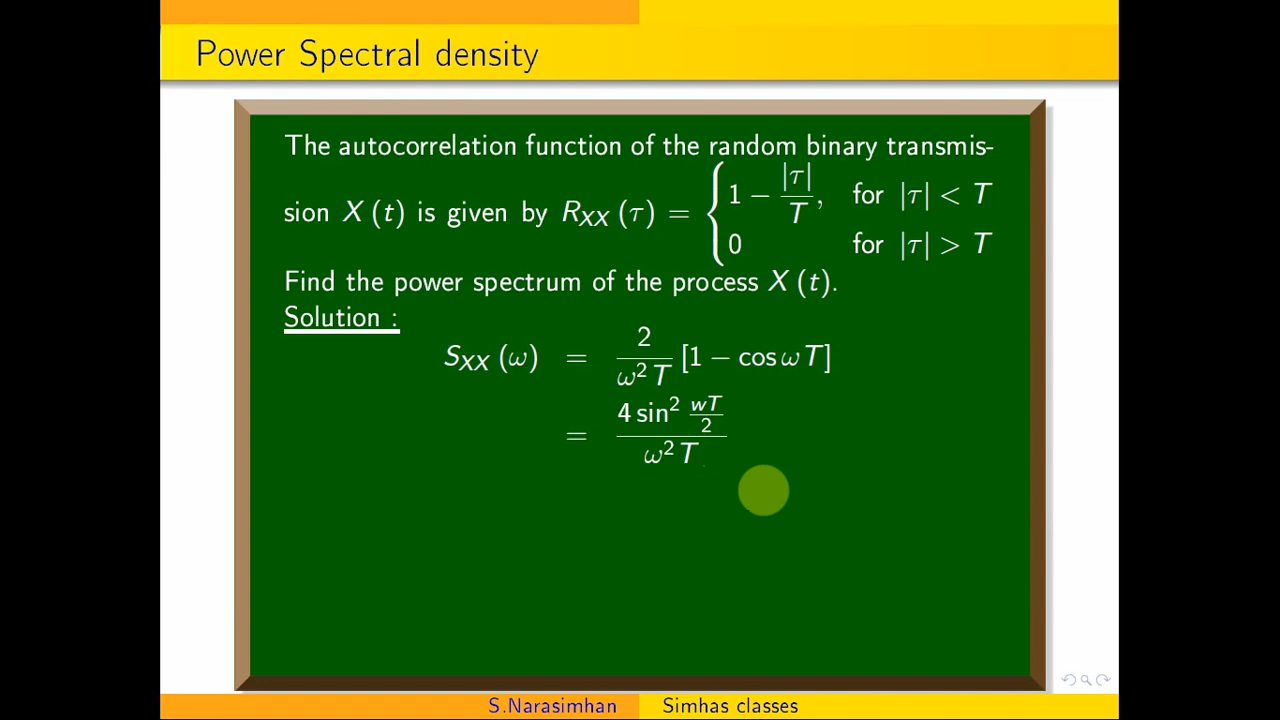 Power Spectral density
The autocorrelation function of the random binary transmis-
sion X (t) is given by R_XX (τ) = { 1 − |τ|/T, for |τ| < T
0 for |τ| > T
Find the power spectrum of the process X (t).
Solution :
S_XX (ω) = 2/(ω² T) [1 − cos ωT]
= (4 sin² wT/2)/(ω² T)
S.Narasimhan Simhas classes